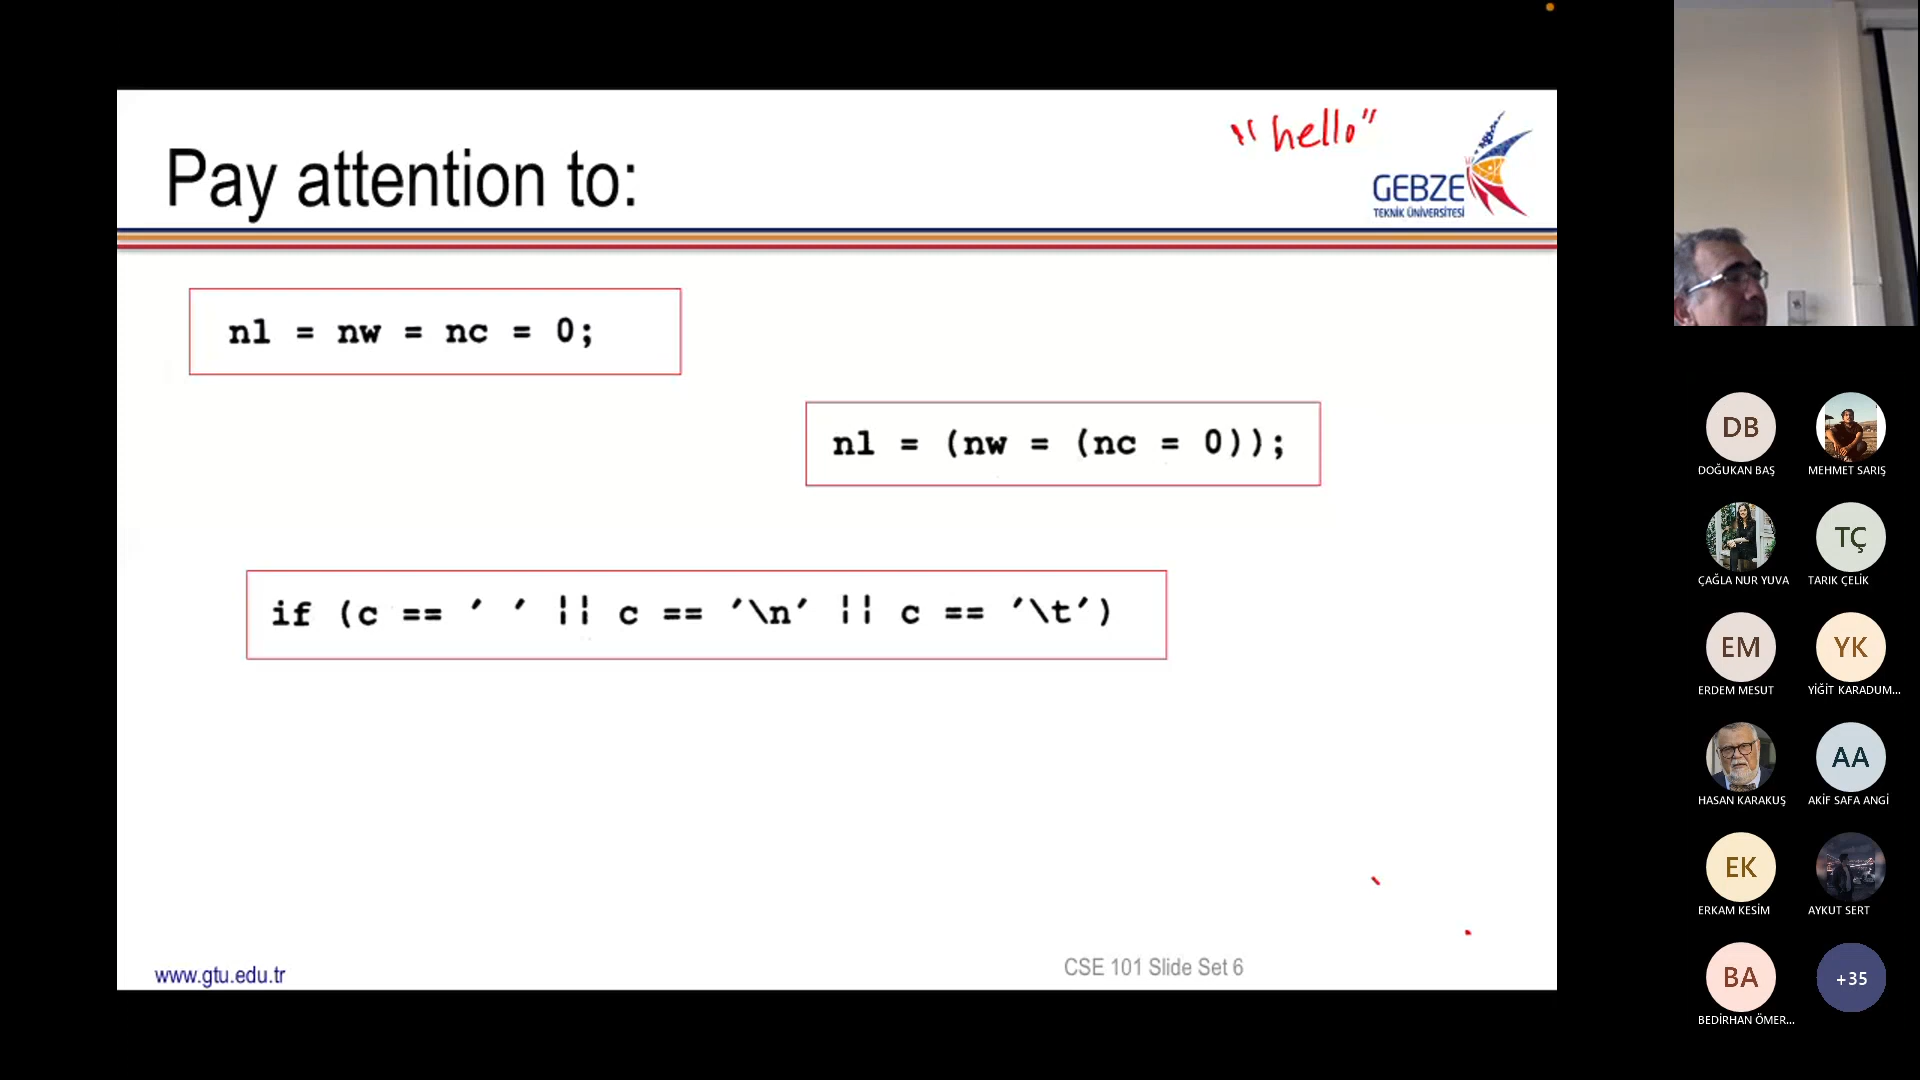 "hello"
Pay attention to:
GEBZE
TEKNİK ÜNİVERSİTESİ
nl = nw = nc = 0;
nl = (nw = (nc = 0));
if (c == ' ' || c == '\n' || c == '\t')
www.gtu.edu.tr
CSE 101 Slide Set 6
DB
DOĞUKAN BAŞ
MEHMET SARIŞ
ÇAĞLA NUR YUVA
TÇ
TARIK ÇELİK
EM
ERDEM MESUT
YK
YİĞİT KARADUM...
HASAN KARAKUŞ
AA
AKİF SAFA ANGİ
EK
ERKAM KESİM
AYKUT SERT
BA
BEDİRHAN ÖMER...
+35